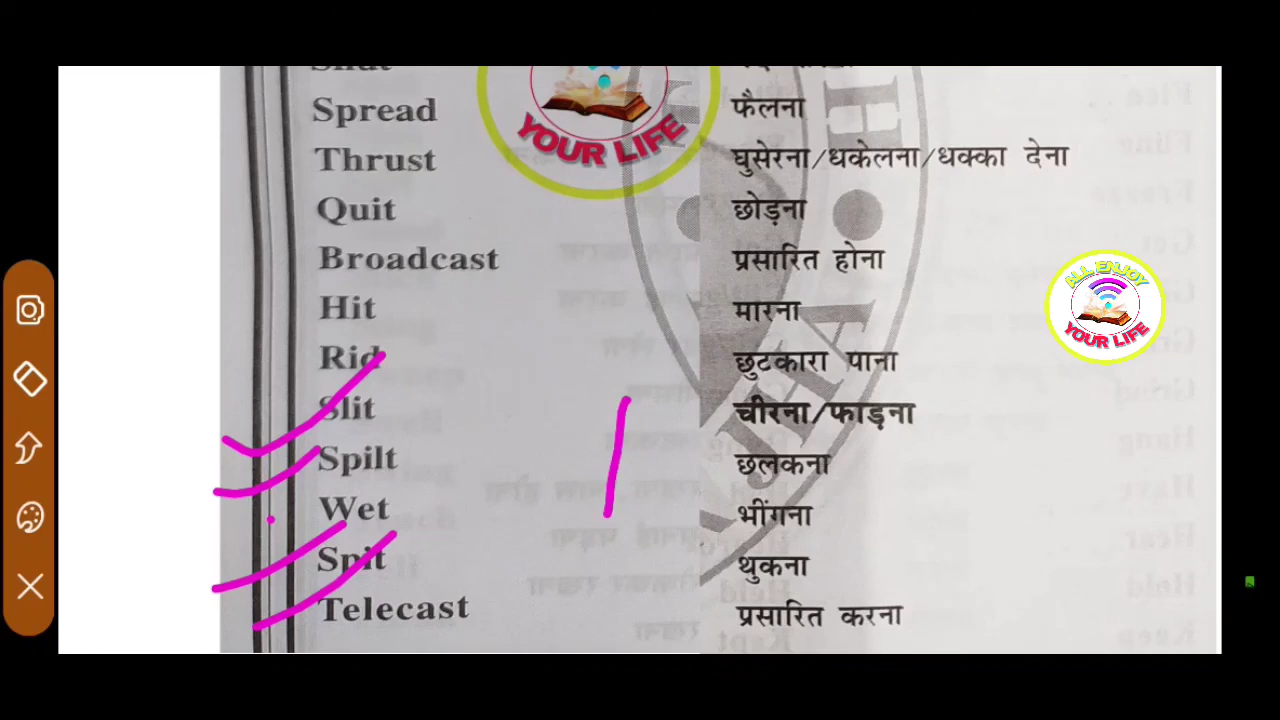 Spread फैलना
Thrust घुसेरना/धकेलना/धक्का देना
Quit छोड़ना
Broadcast प्रसारित होना
Hit मारना
Rid छुटकारा पाना
Slit चीरना/फाड़ना
Spilt छलकना
Wet भींगना
Spit थुकना
Telecast प्रसारित करना
YOUR LIFE
ALL ENJOY
YOUR LIFE